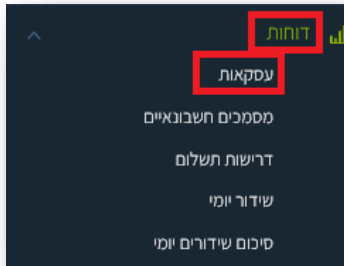 דוחות
עסקאות
מסמכים חשבונאיים
דרישות תשלום
שידור יומי
סיכום שידורים יומי